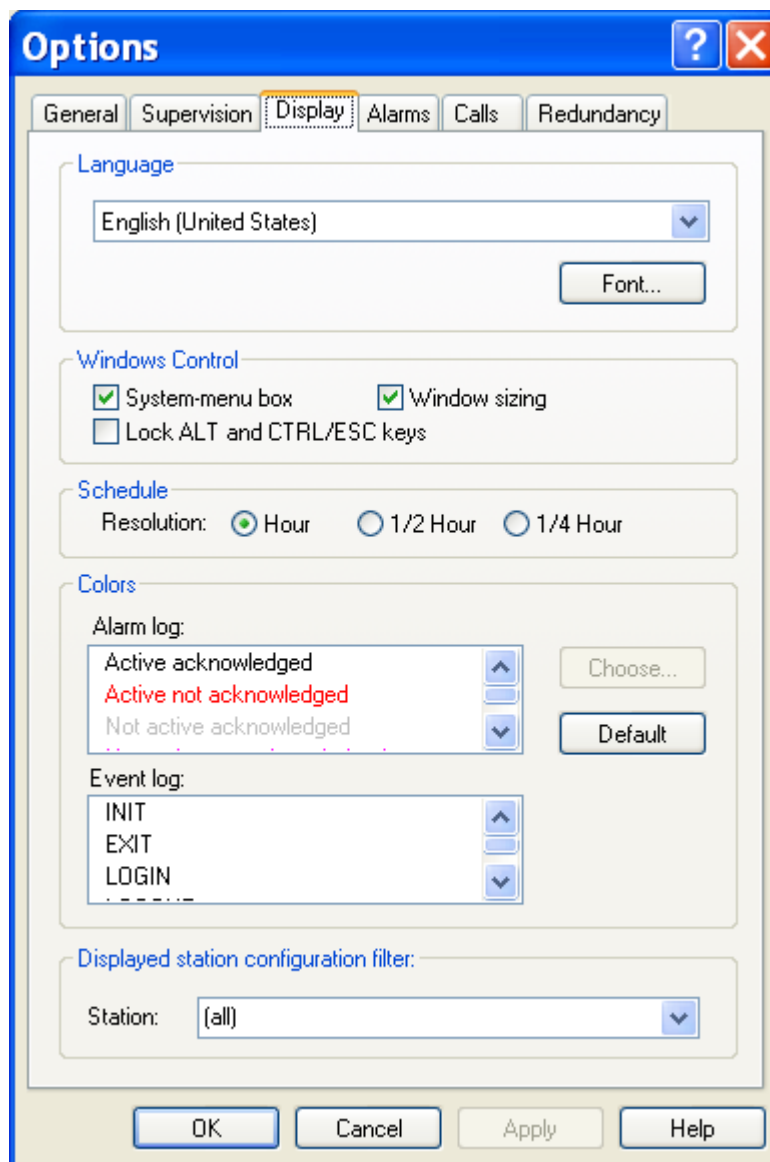 Options
General Supervision Display Alarms Calls Redundancy
Language
English (United States)
Font...
Windows Control
System-menu box Window sizing
Lock ALT and CTRL/ESC keys
Schedule
Resolution: Hour 1/2 Hour 1/4 Hour
Colors
Alarm log:
Active acknowledged
Choose...
Active not acknowledged
Not active acknowledged
Default
Event log:
INIT
EXIT
LOGIN
Displayed station configuration filter:
Station: (all)
OK Cancel Apply Help